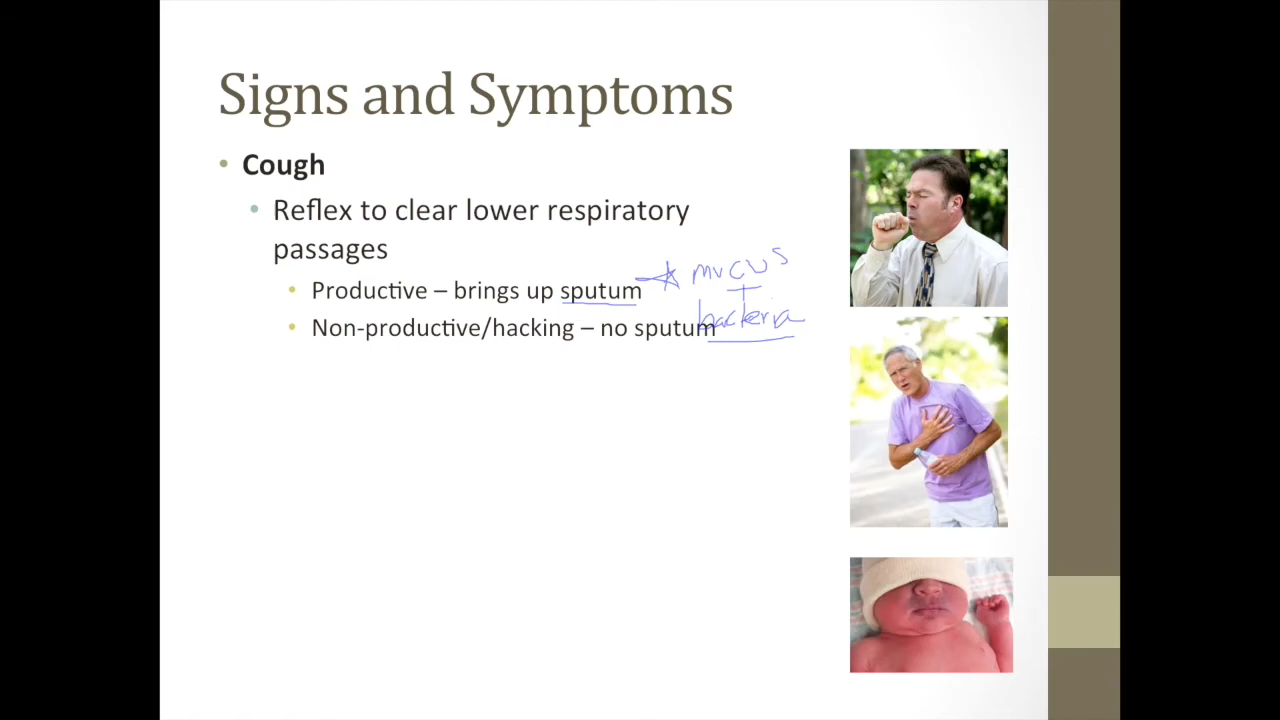 Signs and Symptoms
• Cough
• Reflex to clear lower respiratory
passages
• Productive – brings up sputum
mucus
+
bacteria
• Non-productive/hacking – no sputum